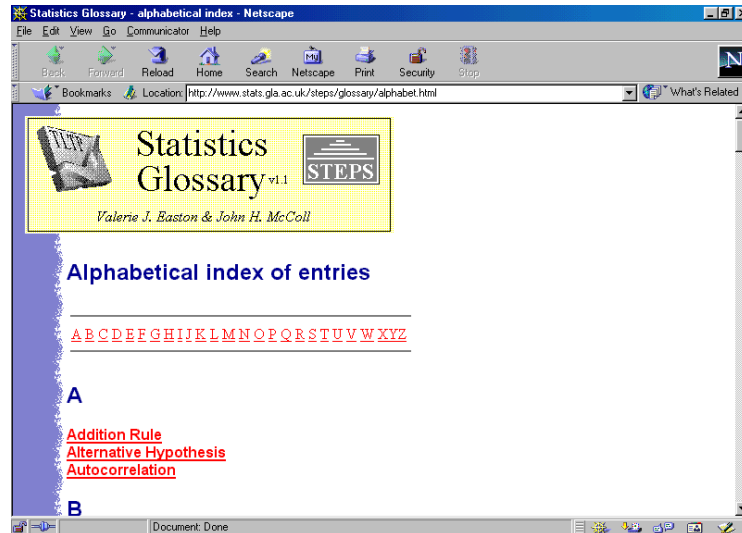 Statistics Glossary - alphabetical index - Netscape
File Edit View Go Communicator Help
Back Forward Reload Home Search Netscape Print Security Stop
My
N
Bookmarks Location: http://www.stats.gla.ac.uk/steps/glossary/alphabet.html What's Related
TLTP
Statistics
Glossary v1.1
STEPS
Valerie J. Easton & John H. McColl
Alphabetical index of entries
A B C D E F G H I J K L M N O P Q R S T U V W XYZ
A
Addition Rule
Alternative Hypothesis
Autocorrelation
B
Document: Done